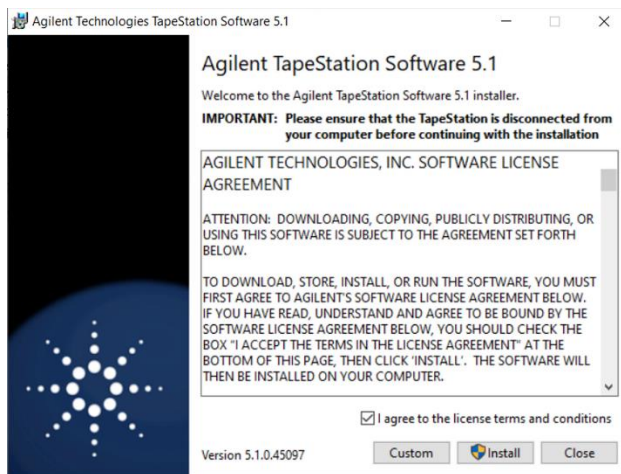 Agilent Technologies TapeStation Software 5.1
Agilent TapeStation Software 5.1
Welcome to the Agilent TapeStation Software 5.1 installer.
IMPORTANT: Please ensure that the TapeStation is disconnected from
your computer before continuing with the installation
AGILENT TECHNOLOGIES, INC. SOFTWARE LICENSE
AGREEMENT
ATTENTION: DOWNLOADING, COPYING, PUBLICLY DISTRIBUTING, OR
USING THIS SOFTWARE IS SUBJECT TO THE AGREEMENT SET FORTH
BELOW.
TO DOWNLOAD, STORE, INSTALL, OR RUN THE SOFTWARE, YOU MUST
FIRST AGREE TO AGILENT'S SOFTWARE LICENSE AGREEMENT BELOW.
IF YOU HAVE READ, UNDERSTAND AND AGREE TO BE BOUND BY THE
SOFTWARE LICENSE AGREEMENT BELOW, YOU SHOULD CHECK THE
BOX "I ACCEPT THE TERMS IN THE LICENSE AGREEMENT" AT THE
BOTTOM OF THIS PAGE, THEN CLICK 'INSTALL'. THE SOFTWARE WILL
THEN BE INSTALLED ON YOUR COMPUTER.
I agree to the license terms and conditions
Version 5.1.0.45097
Custom
Install
Close